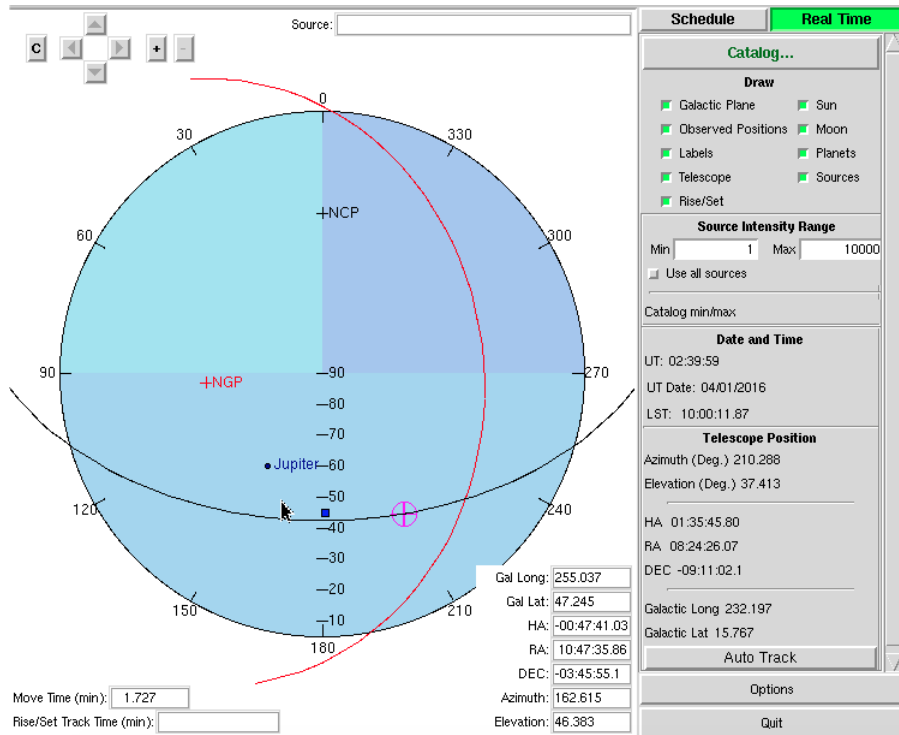 Source:
Schedule
Real Time
C
+
-
Catalog...
Draw
Galactic Plane
Sun
Observed Positions
Moon
Labels
Planets
Telescope
Sources
Rise/Set
Source Intensity Range
Min 1 Max 10000
Use all sources
Catalog min/max
Date and Time
UT: 02:39:59
UT Date: 04/01/2016
LST: 10:00:11.87
Telescope Position
Azimuth (Deg.) 210.288
Elevation (Deg.) 37.413
HA 01:35:45.80
RA 08:24:26.07
DEC -09:11:02.1
Galactic Long 232.197
Galactic Lat 15.767
Auto Track
Options
Quit
0
30
330
60
300
NCP
90
90
270
NGP
80
70
Jupiter
60
50
120
40
240
30
20
150
10
210
180
Gal Long: 255.037
Gal Lat: 47.245
HA: -00:47:41.03
RA: 10:47:35.86
DEC: -03:45:55.1
Azimuth: 162.615
Elevation: 46.383
Move Time (min): 1.727
Rise/Set Track Time (min):